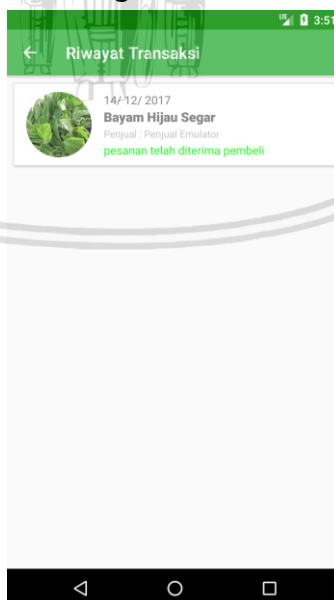 3:51
Riwayat Transaksi
14/12/ 2017
Bayam Hijau Segar
Penjual : Penjual Emulator
pesanan telah diterima pembeli